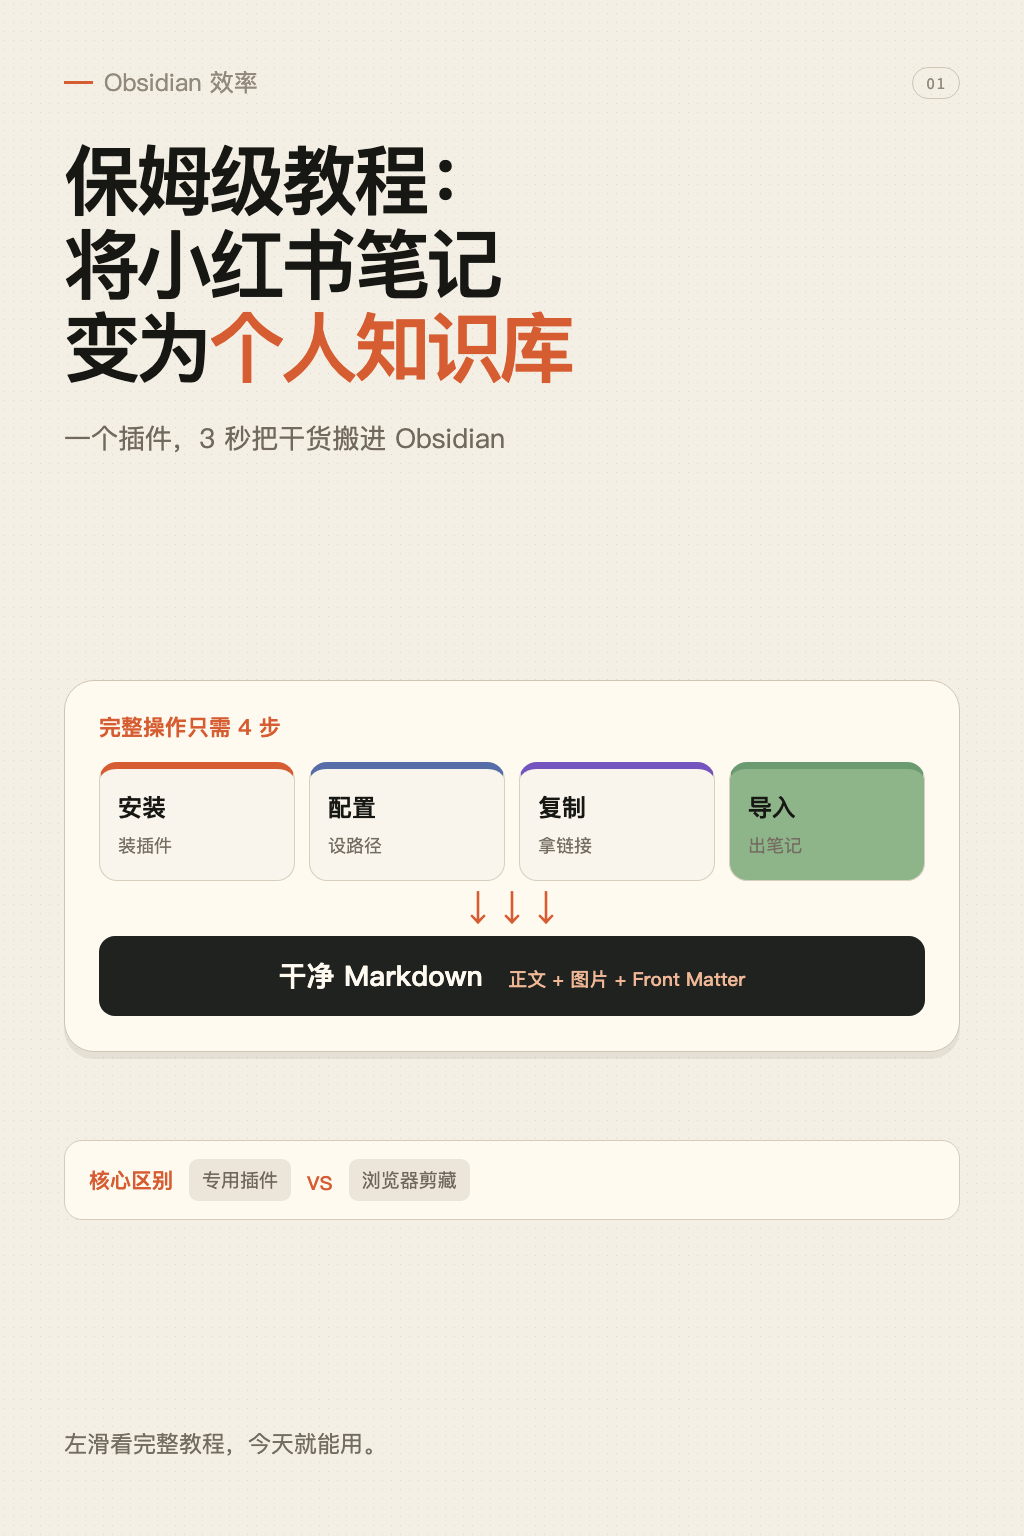 Obsidian 效率
01
保姆级教程：
将小红书笔记
变为个人知识库
一个插件，3 秒把干货搬进 Obsidian
完整操作只需 4 步
安装
装插件
配置
设路径
复制
拿链接
导入
出笔记
↓ ↓ ↓
干净 Markdown 正文 + 图片 + Front Matter
核心区别 专用插件 VS 浏览器剪藏
左滑看完整教程，今天就能用。